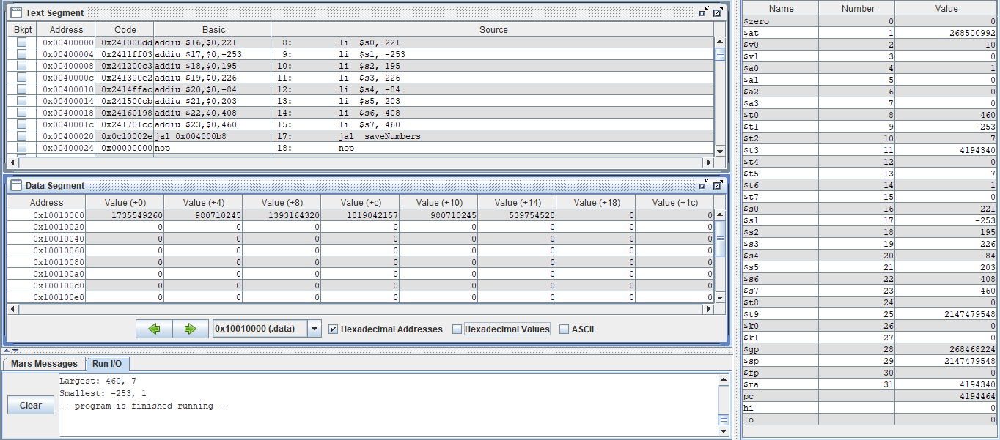 Text Segment
Bkpt Address Code Basic Source
0x00400000 0x241000dd addiu $16,$0,221 8: li $s0, 221
0x00400004 0x2411ff03 addiu $17,$0,-253 9: li $s1, -253
0x00400008 0x241200c3 addiu $18,$0,195 10: li $s2, 195
0x0040000c 0x241300e2 addiu $19,$0,226 11: li $s3, 226
0x00400010 0x2414ffac addiu $20,$0,-84 12: li $s4, -84
0x00400014 0x241500cb addiu $21,$0,203 13: li $s5, 203
0x00400018 0x24160198 addiu $22,$0,408 14: li $s6, 408
0x0040001c 0x241701cc addiu $23,$0,460 15: li $s7, 460
0x00400020 0x0c10002e jal 0x004000b8 17: jal saveNumbers
0x00400024 0x00000000 nop 18: nop
Data Segment
Address Value (+0) Value (+4) Value (+8) Value (+c) Value (+10) Value (+14) Value (+18) Value (+1c)
0x10010000 1735549260 980710245 1393164320 1819042157 980710245 539754528 0 0
0x10010020 0 0 0 0 0 0 0 0
0x10010040 0 0 0 0 0 0 0 0
0x10010060 0 0 0 0 0 0 0 0
0x10010080 0 0 0 0 0 0 0 0
0x100100a0 0 0 0 0 0 0 0 0
0x100100c0 0 0 0 0 0 0 0 0
0x100100e0 0 0 0 0 0 0 0 0
0x10010000 (.data) Hexadecimal Addresses Hexadecimal Values ASCII
Mars Messages Run I/O
Clear
Largest: 460, 7
Smallest: -253, 1
-- program is finished running --
Name Number Value
$zero 0 0
$at 1 268500992
$v0 2 10
$v1 3 0
$a0 4 1
$a1 5 0
$a2 6 0
$a3 7 0
$t0 8 460
$t1 9 -253
$t2 10 7
$t3 11 4194340
$t4 12 0
$t5 13 7
$t6 14 1
$t7 15 0
$s0 16 221
$s1 17 -253
$s2 18 195
$s3 19 226
$s4 20 -84
$s5 21 203
$s6 22 408
$s7 23 460
$t8 24 0
$t9 25 2147479548
$k0 26 0
$k1 27 0
$gp 28 268468224
$sp 29 2147479548
$fp 30 0
$ra 31 4194340
pc 4194464
hi 0
lo 0